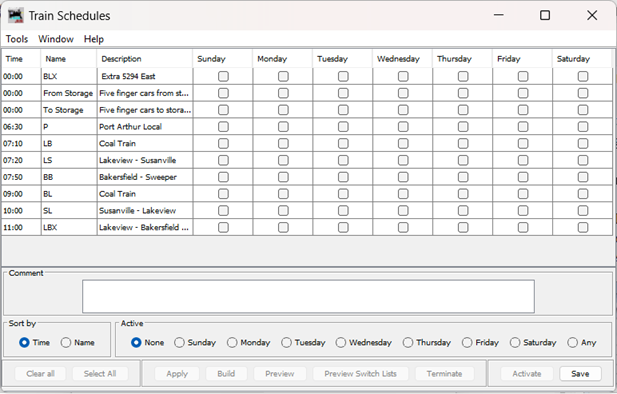 Train Schedules
Tools Window Help
Time Name Description Sunday Monday Tuesday Wednesday Thursday Friday Saturday
00:00 BLX Extra 5294 East
00:00 From Storage Five finger cars from st...
00:00 To Storage Five finger cars to stora...
06:30 P Port Arthur Local
07:10 LB Coal Train
07:20 LS Lakeview - Susanville
07:50 BB Bakersfield - Sweeper
09:00 BL Coal Train
10:00 SL Susanville - Lakeview
11:00 LBX Lakeview - Bakersfield ...
Comment
Sort by Active
Time Name None Sunday Monday Tuesday Wednesday Thursday Friday Saturday Any
Clear all Select All Apply Build Preview Preview Switch Lists Terminate Activate Save